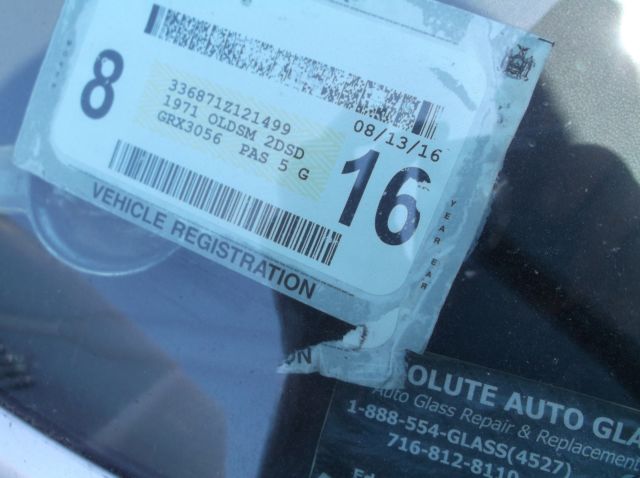 8
336871Z121499
1971 OLDSM 2DSD
GRX3056 PAS 5 G
08/13/16
16
VEHICLE REGISTRATION
YEAR
OLUTE AUTO GLA
Auto Glass Repair & Replacement
1-888-554-GLASS(4527)
716-812-8110